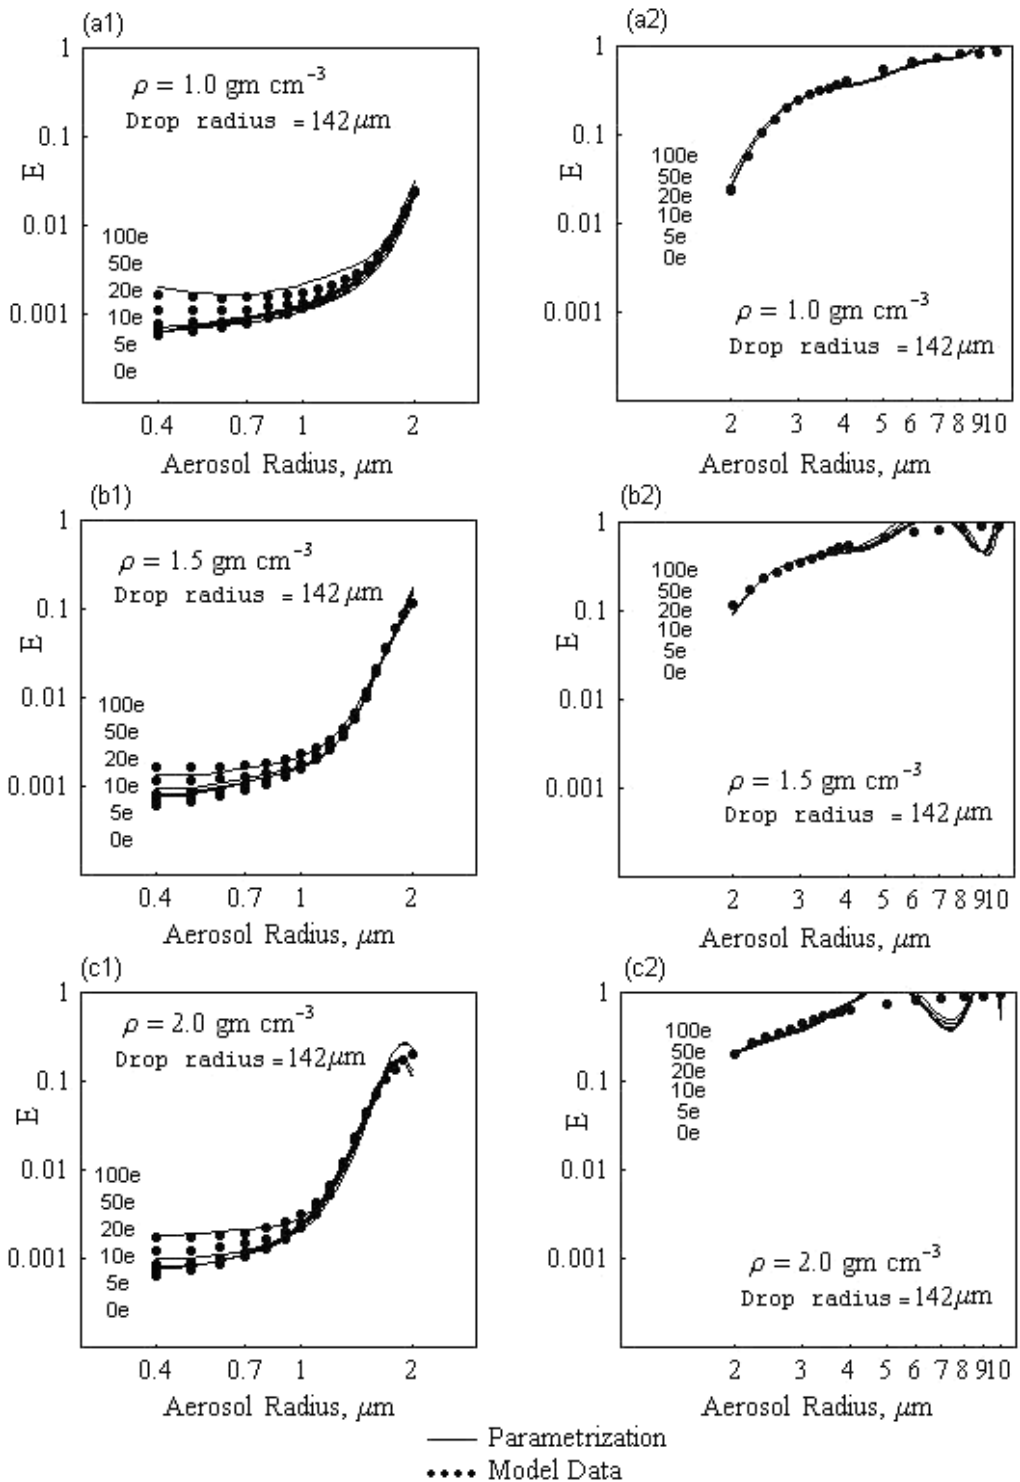 (a1)
1
0.1
0.01
0.001
E
ρ = 1.0 gm cm⁻³
Drop radius = 142 μm
100e
50e
20e
10e
5e
0e
0.4 0.7 1 2
Aerosol Radius, μm
(a2)
1
0.1
0.01
0.001
E
100e
50e
20e
10e
5e
0e
ρ = 1.0 gm cm⁻³
Drop radius = 142 μm
2 3 4 5 6 7 8 9 10
Aerosol Radius, μm
(b1)
1
0.1
0.01
0.001
E
ρ = 1.5 gm cm⁻³
Drop radius = 142 μm
100e
50e
20e
10e
5e
0e
0.4 0.7 1 2
Aerosol Radius, μm
(b2)
1
0.1
0.01
0.001
E
100e
50e
20e
10e
5e
0e
ρ = 1.5 gm cm⁻³
Drop radius = 142 μm
2 3 4 5 6 7 8 9 10
Aerosol Radius, μm
(c1)
1
0.1
0.01
0.001
E
ρ = 2.0 gm cm⁻³
Drop radius = 142 μm
100e
50e
20e
10e
5e
0e
0.4 0.7 1 2
Aerosol Radius, μm
(c2)
1
0.1
0.01
0.001
E
100e
50e
20e
10e
5e
0e
ρ = 2.0 gm cm⁻³
Drop radius = 142 μm
2 3 4 5 6 7 8 9 10
Aerosol Radius, μm
Parametrization
Model Data